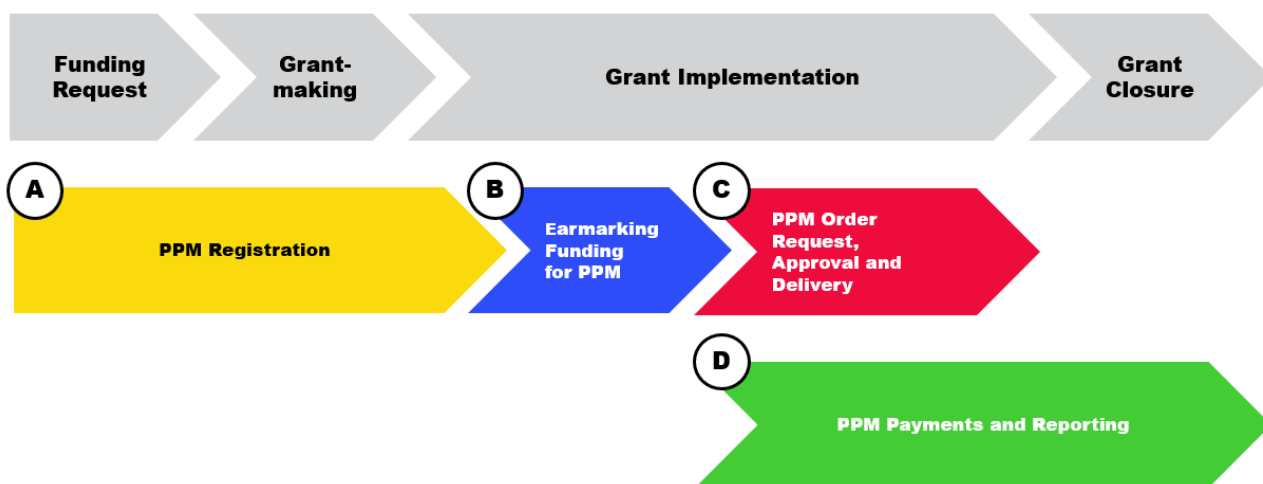 Funding
Request
Grant-
making
Grant Implementation
Grant
Closure
A
PPM Registration
B
Earmarking
Funding
for PPM
C
PPM Order
Request,
Approval and
Delivery
D
PPM Payments and Reporting